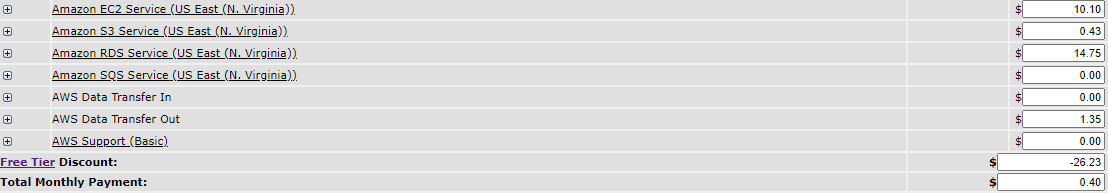 Amazon EC2 Service (US East (N. Virginia)) $ 10.10
Amazon S3 Service (US East (N. Virginia)) $ 0.43
Amazon RDS Service (US East (N. Virginia)) $ 14.75
Amazon SQS Service (US East (N. Virginia)) $ 0.00
AWS Data Transfer In $ 0.00
AWS Data Transfer Out $ 1.35
AWS Support (Basic) $ 0.00
Free Tier Discount: $ -26.23
Total Monthly Payment: $ 0.40